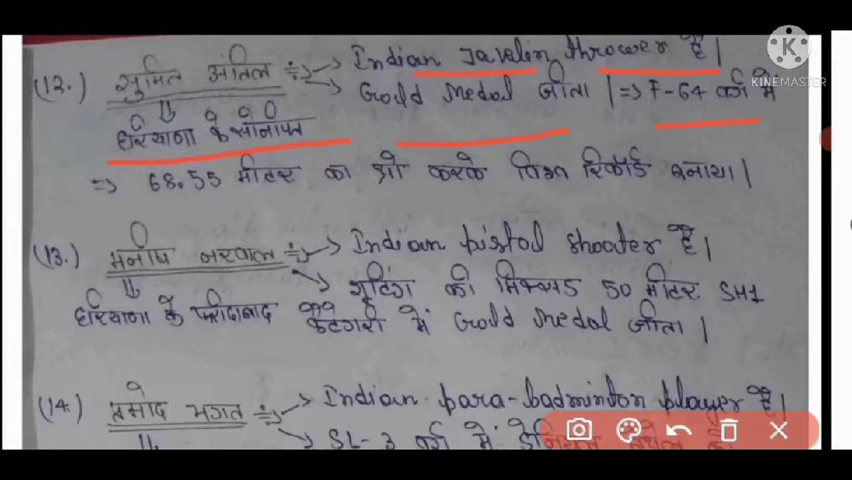 (12.) सुमित अंतिल ÷→ Indian Javelin thrower है|
→ Gold Medal जीता |⇒ F-64 वर्ग में
हरियाणा के सोनीपत
⇒ 68.55 मीटर का थ्रो करके विश्व रिकॉर्ड बनाया|
(13.) मनीष नरवाल ÷→ Indian pistol shooter है|
→ शूटिंग की मिक्स्ड 50 मीटर SH1
हरियाणा के फरीदाबाद कैटेगरी में Gold Medal जीता|
(14.) प्रमोद भगत ÷→ Indian para-badminton player है|
→ SL-3 वर्ग में डेनियल बेथेल को
KINEMASTER